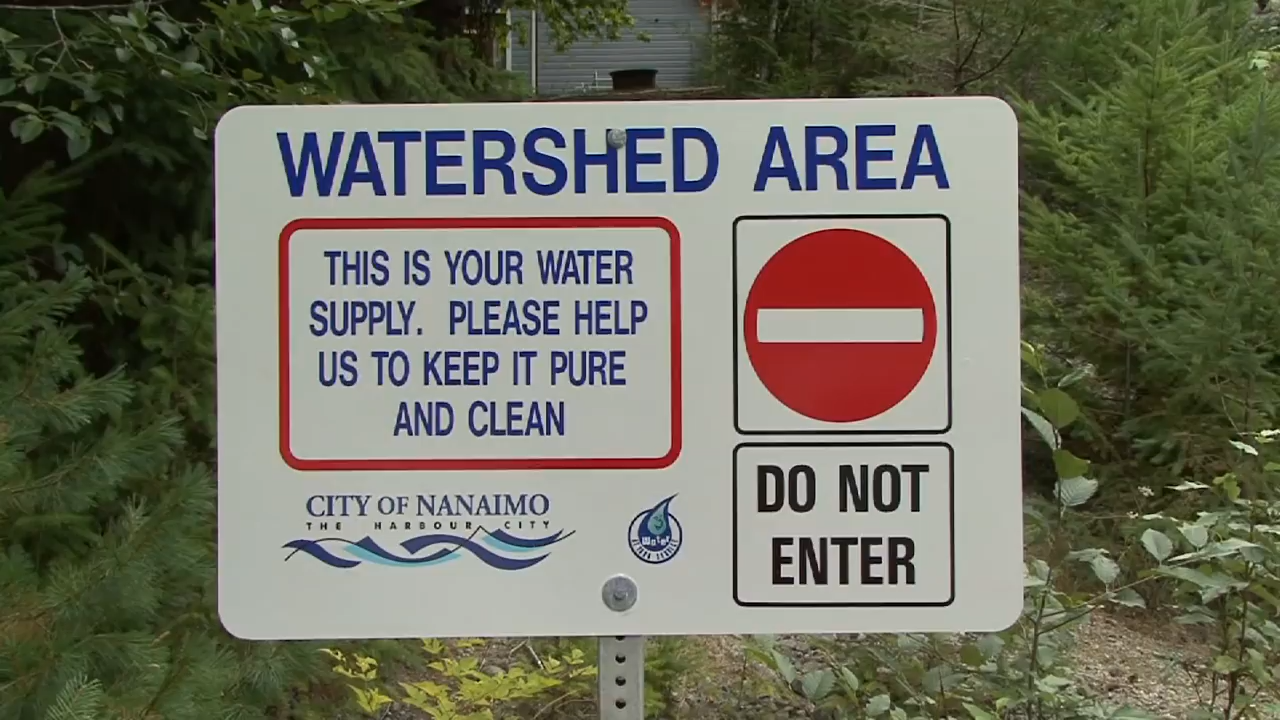 WATERSHED AREA
THIS IS YOUR WATER
SUPPLY. PLEASE HELP
US TO KEEP IT PURE
AND CLEAN
DO NOT
ENTER
CITY OF NANAIMO
THE HARBOUR CITY
Water